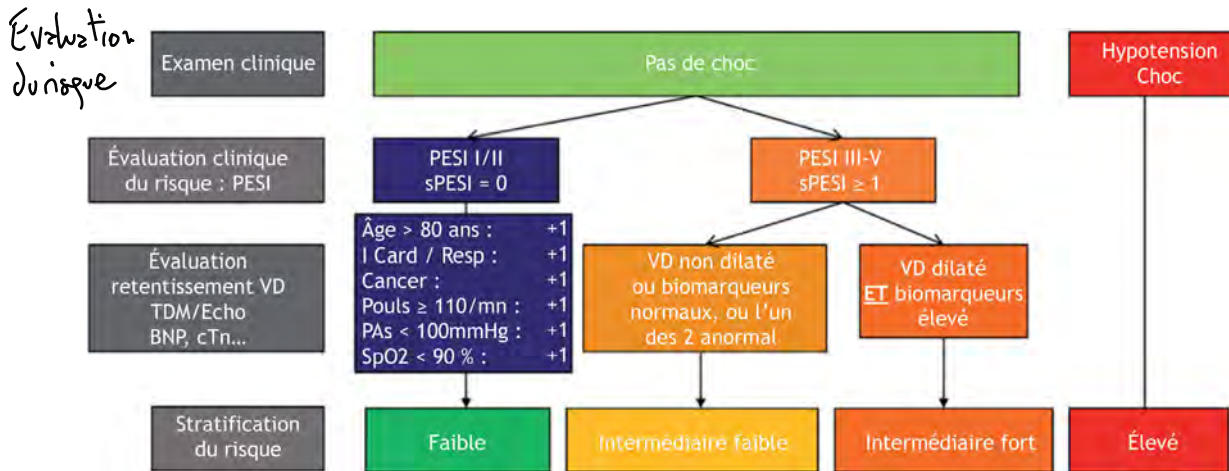 Evaluation
du risque
Examen clinique
Pas de choc
Hypotension
Choc
Évaluation clinique
du risque : PESI
PESI I/II
sPESI = 0
PESI III-V
sPESI ≥ 1
Évaluation
retentissement VD
TDM/Echo
BNP, cTn...
Âge > 80 ans : +1
I Card / Resp : +1
Cancer : +1
Pouls ≥ 110/mn : +1
PAs < 100mmHg : +1
SpO2 < 90 % : +1
VD non dilaté
ou biomarqueurs
normaux, ou l'un
des 2 anormal
VD dilaté
ET biomarqueurs
élevé
Stratification
du risque
Faible
Intermédiaire faible
Intermédiaire fort
Élevé